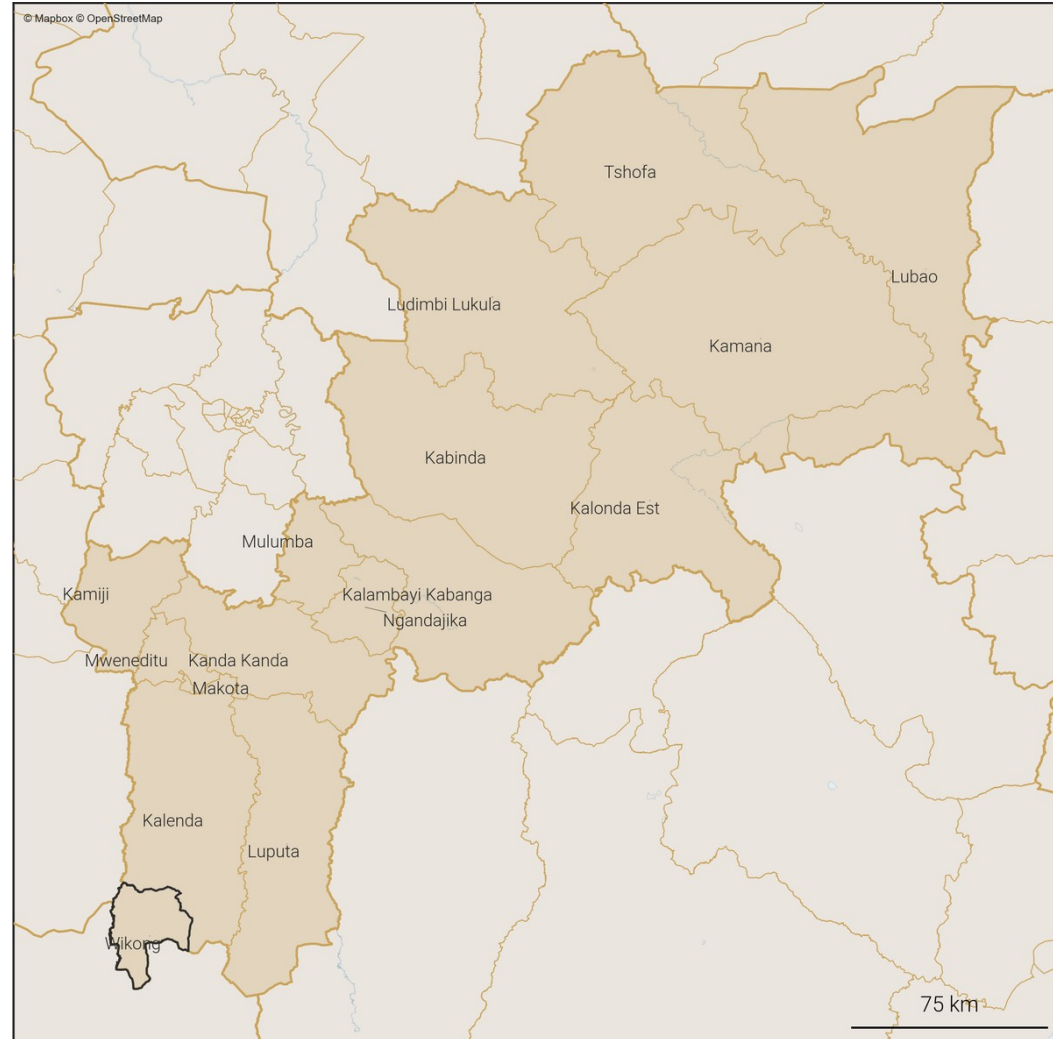 © Mapbox © OpenStreetMap
Tshofa
Lubao
Ludimbi Lukula
Kamana
Kabinda
Kalonda Est
Mulumba
Kamiji
Kalambayi Kabanga
Ngandajika
Mweneditu
Kanda Kanda
Makota
Kalenda
Luputa
Wikong
75 km